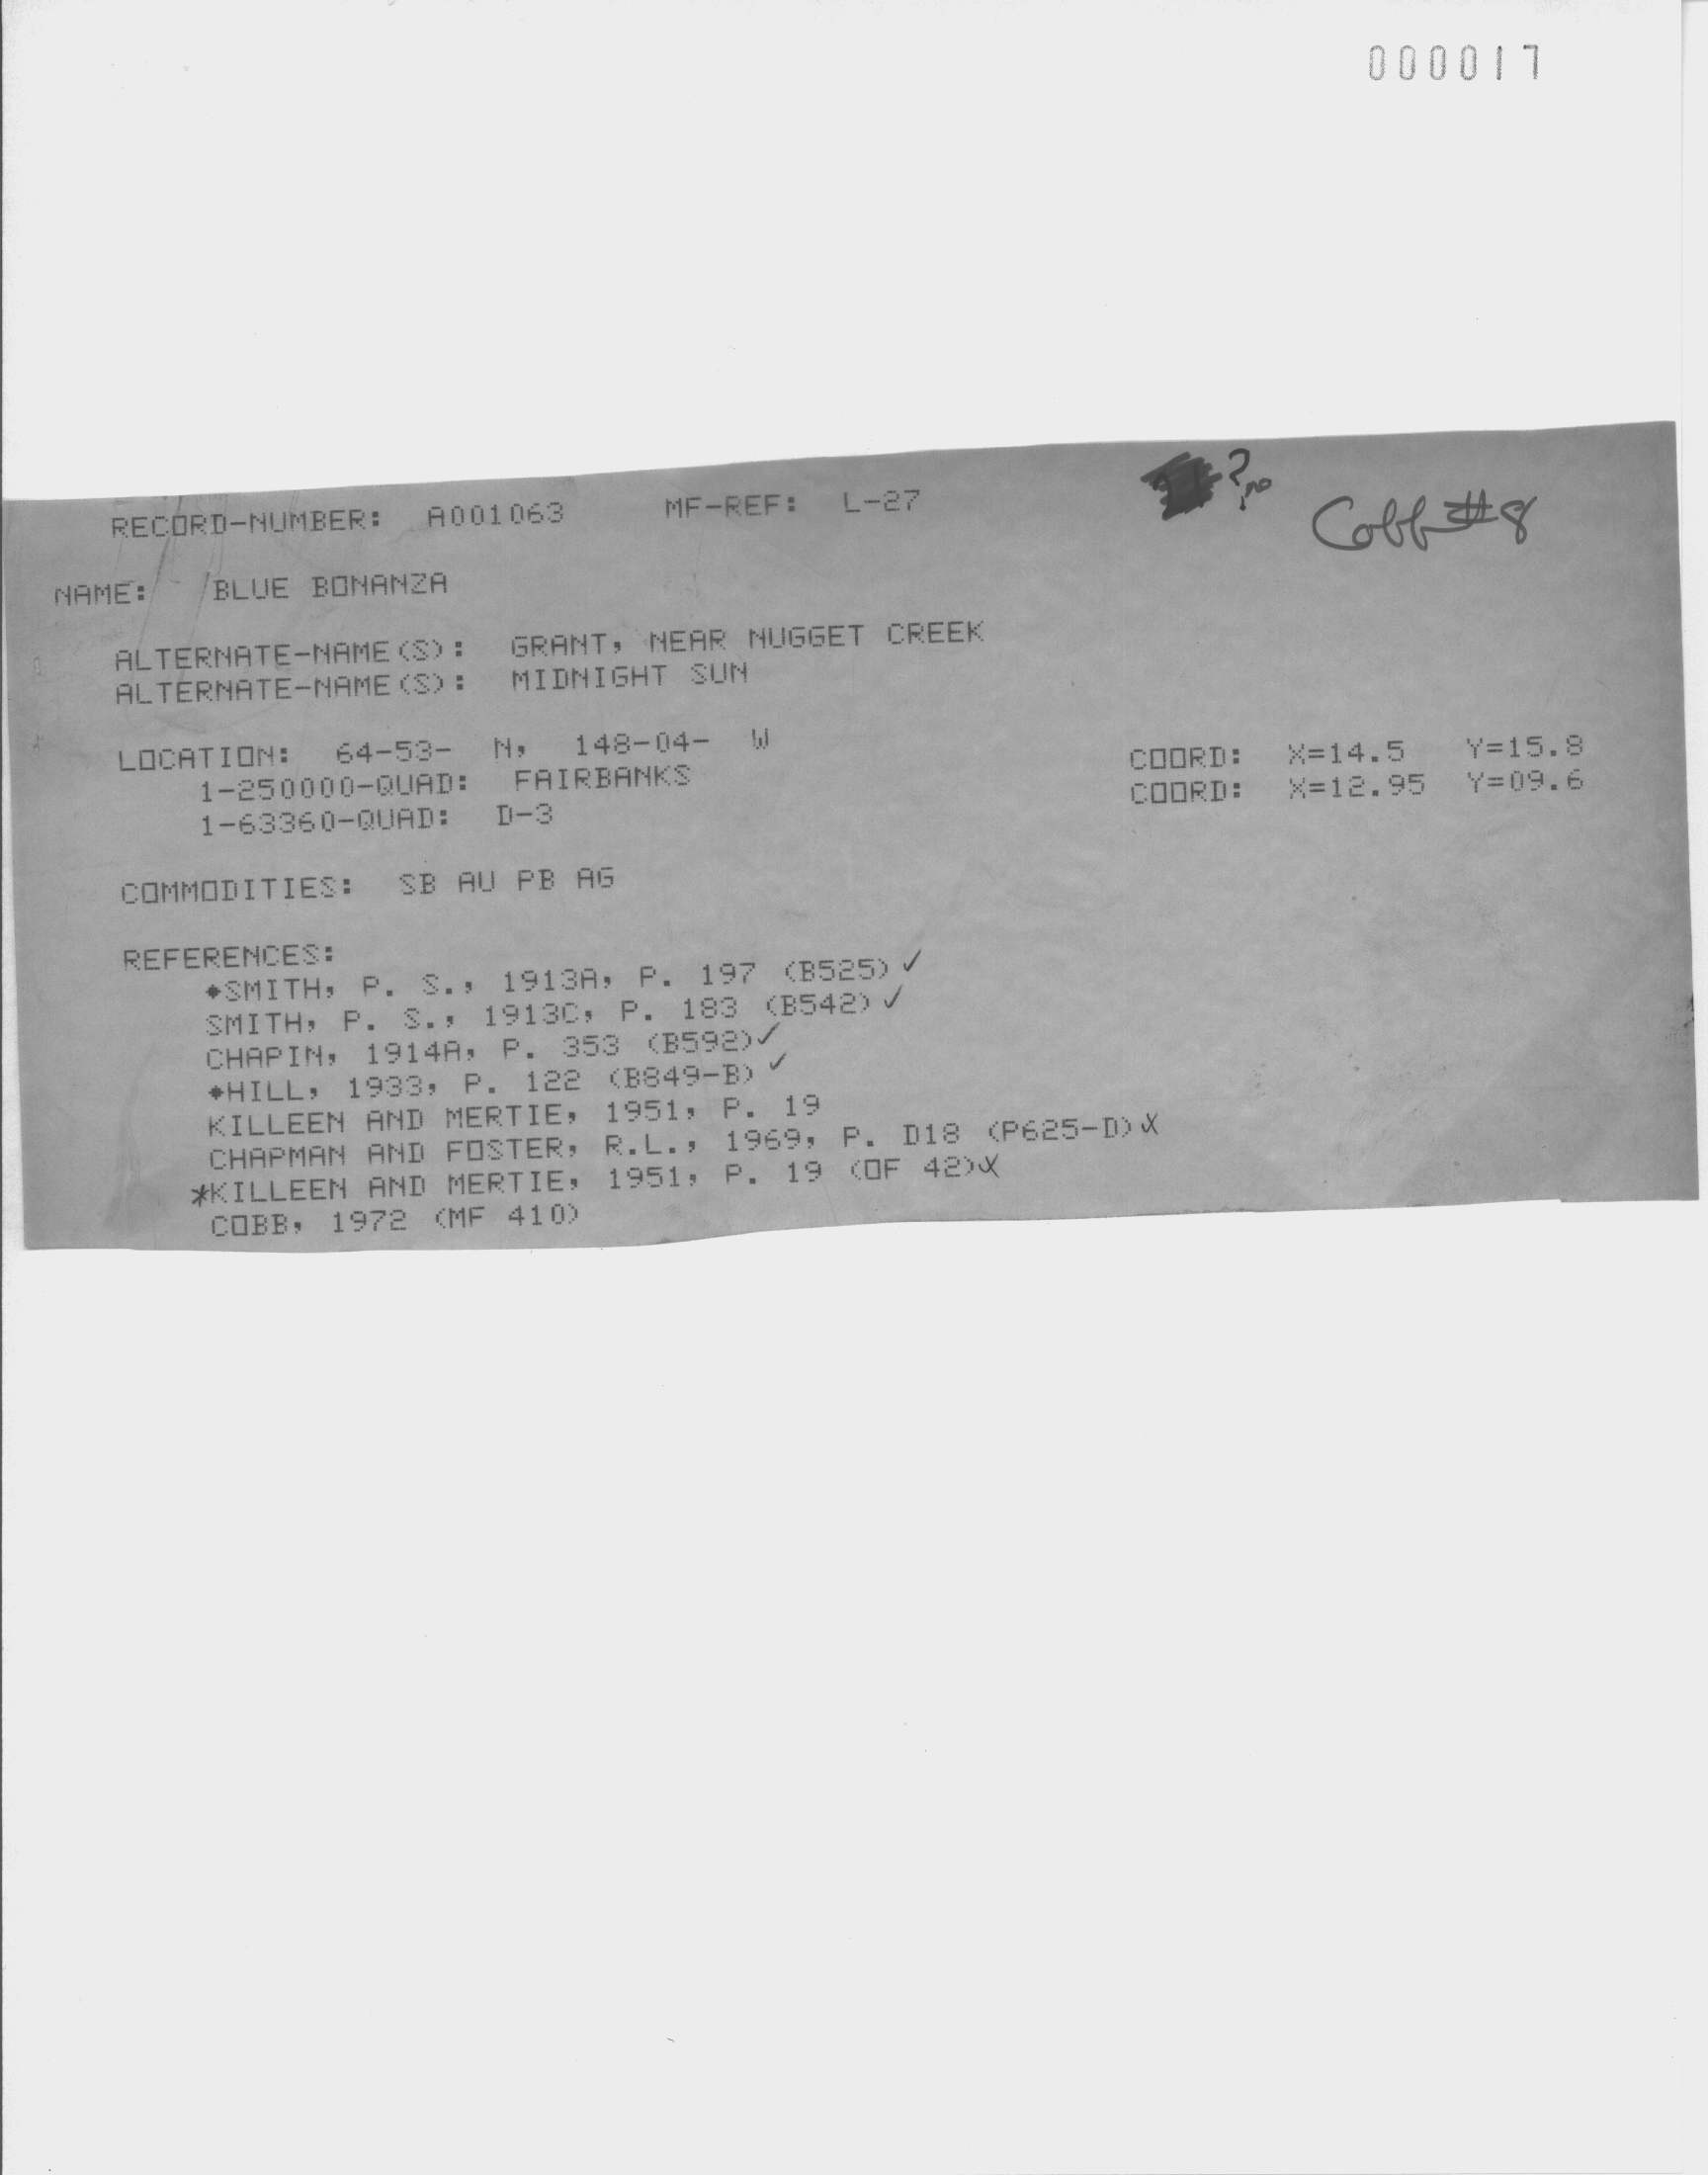 000017
?no
RECORD-NUMBER: A001063 MF-REF: L-27 Cobb #8
NAME: BLUE BONANZA
ALTERNATE-NAME(S): GRANT, NEAR NUGGET CREEK
ALTERNATE-NAME(S): MIDNIGHT SUN
LOCATION: 64-53- N, 148-04- W COORD: X=14.5 Y=15.8
1-250000-QUAD: FAIRBANKS COORD: X=12.95 Y=09.6
1-63360-QUAD: D-3
COMMODITIES: SB AU PB AG
REFERENCES:
*SMITH, P. S., 1913A, P. 197 (B525) ✓
SMITH, P. S., 1913C, P. 183 (B542) ✓
CHAPIN, 1914A, P. 353 (B592) ✓
*HILL, 1933, P. 122 (B849-B) ✓
KILLEEN AND MERTIE, 1951, P. 19
CHAPMAN AND FOSTER, R.L., 1969, P. D18 (P625-D) X
*KILLEEN AND MERTIE, 1951, P. 19 (OF 42) X
COBB, 1972 (MF 410)